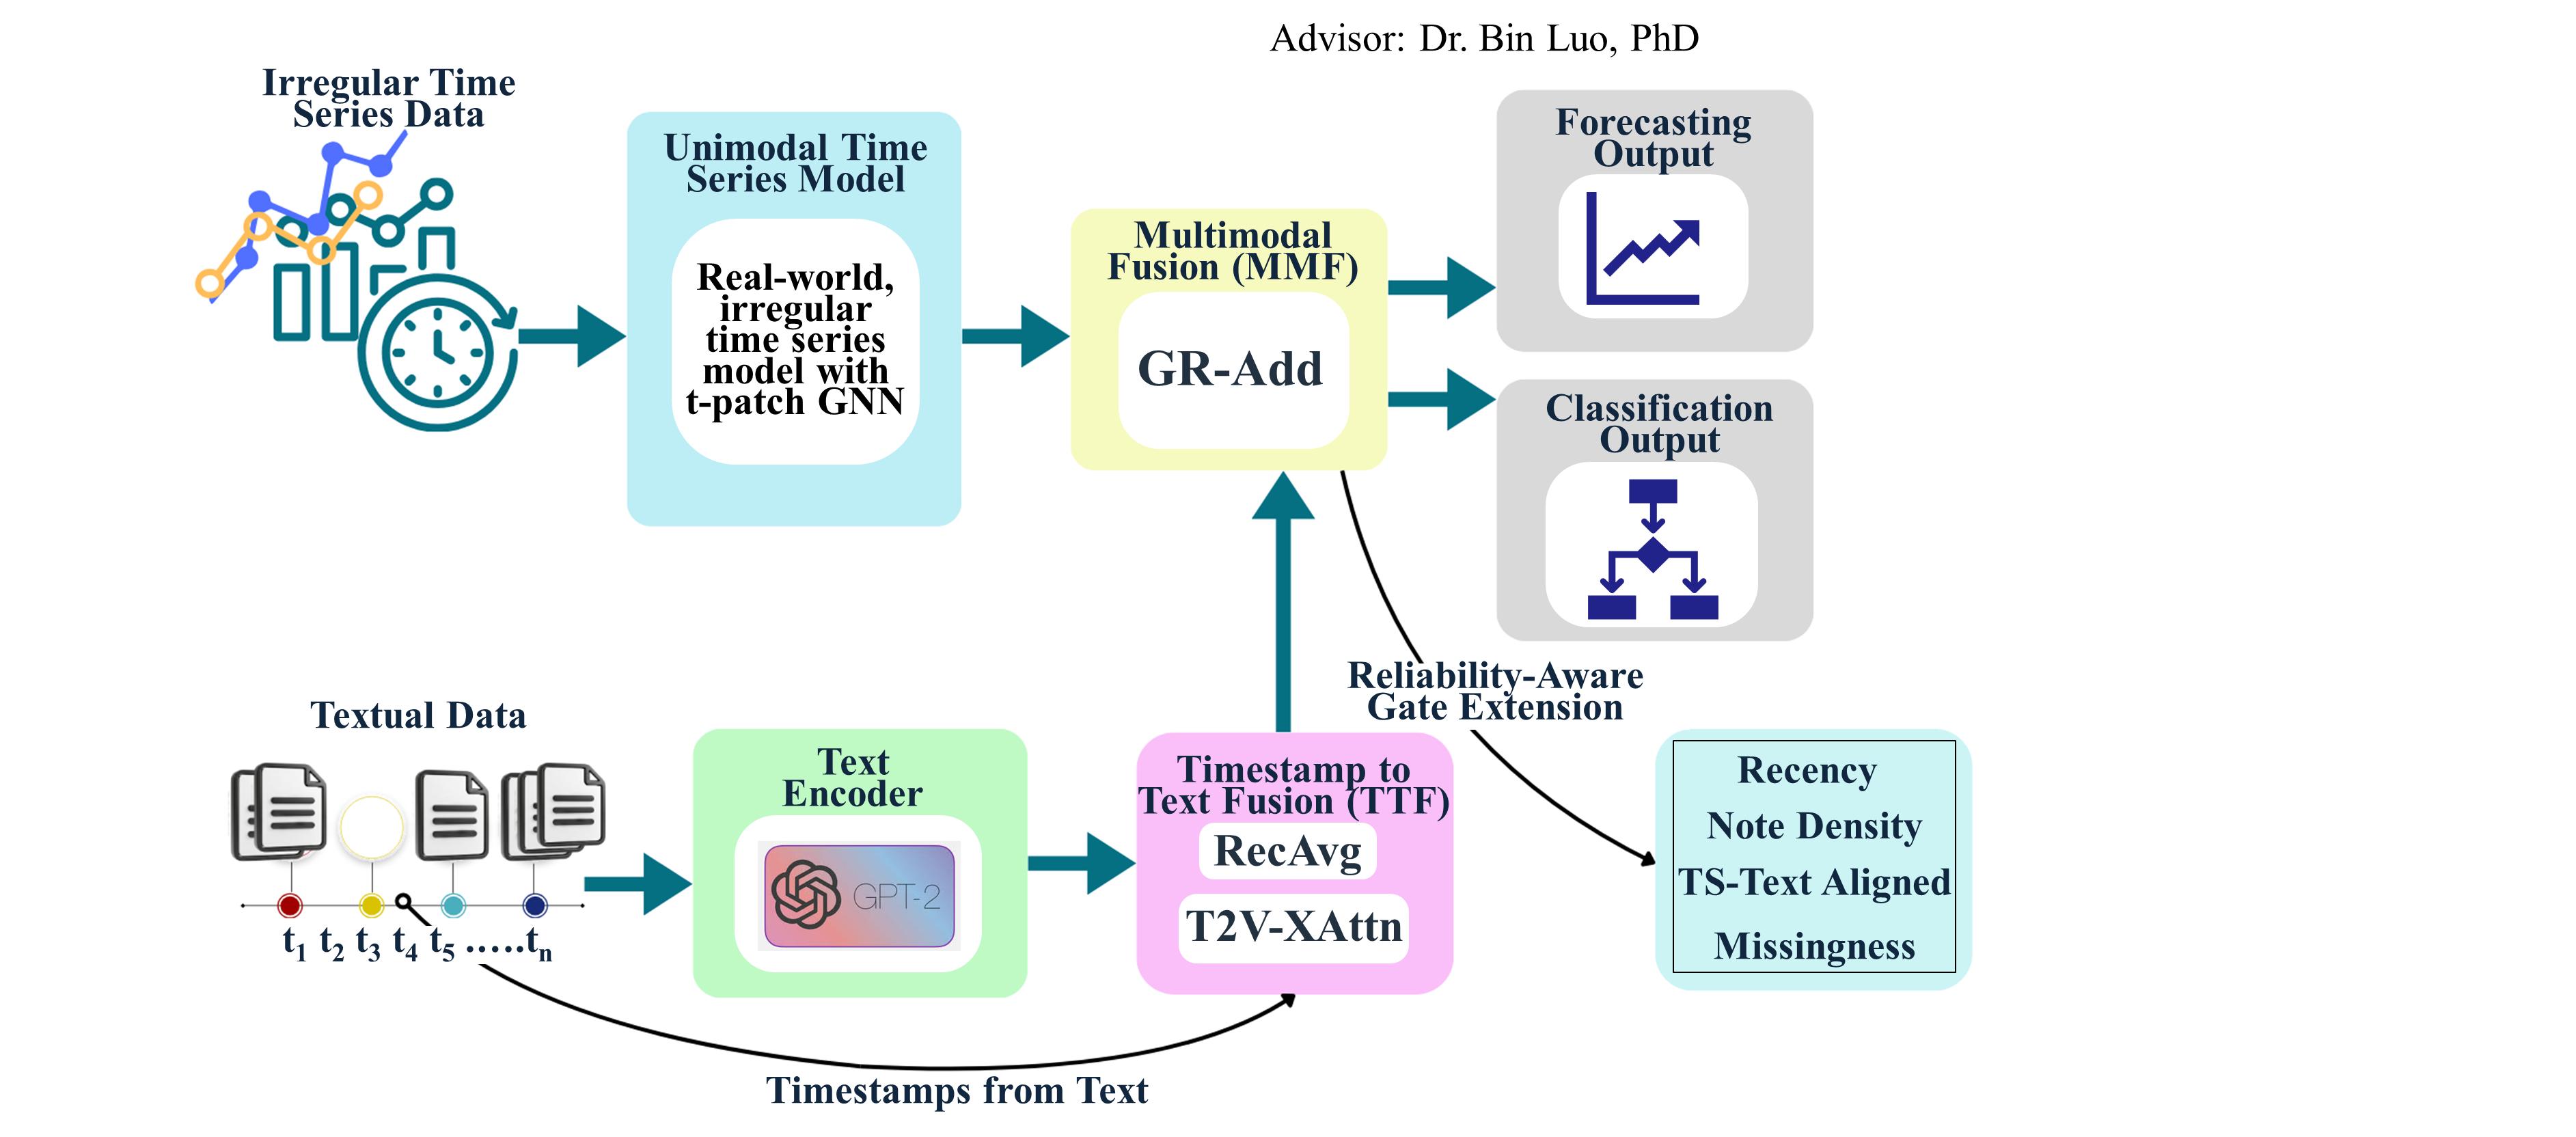 Advisor: Dr. Bin Luo, PhD
Irregular Time
Series Data
Unimodal Time
Series Model
Real-world,
irregular
time series
model with
t-patch GNN
Multimodal
Fusion (MMF)
GR-Add
Forecasting
Output
Classification
Output
Reliability-Aware
Gate Extension
Textual Data
t1 t2 t3 t4 t5 .....tn
Text
Encoder
GPT-2
Timestamp to
Text Fusion (TTF)
RecAvg
T2V-XAttn
Recency
Note Density
TS-Text Aligned
Missingness
Timestamps from Text